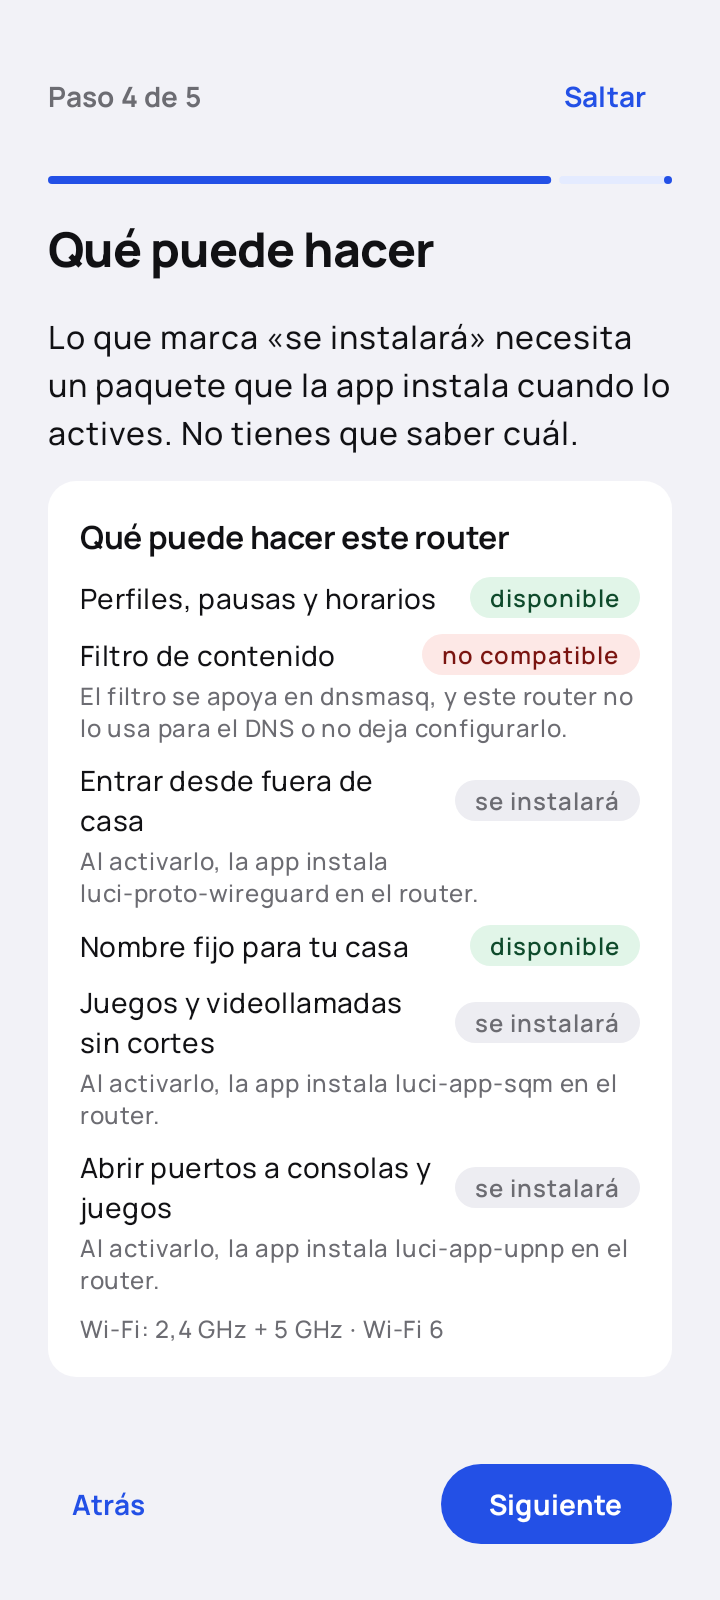 Paso 4 de 5
Saltar
Qué puede hacer
Lo que marca «se instalará» necesita
un paquete que la app instala cuando lo
actives. No tienes que saber cuál.
Qué puede hacer este router
Perfiles, pausas y horarios
disponible
Filtro de contenido
no compatible
El filtro se apoya en dnsmasq, y este router no
lo usa para el DNS o no deja configurarlo.
Entrar desde fuera de
casa
se instalará
Al activarlo, la app instala
luci-proto-wireguard en el router.
Nombre fijo para tu casa
disponible
Juegos y videollamadas
sin cortes
se instalará
Al activarlo, la app instala luci-app-sqm en el
router.
Abrir puertos a consolas y
juegos
se instalará
Al activarlo, la app instala luci-app-upnp en el
router.
Wi-Fi: 2,4 GHz + 5 GHz · Wi-Fi 6
Atrás
Siguiente